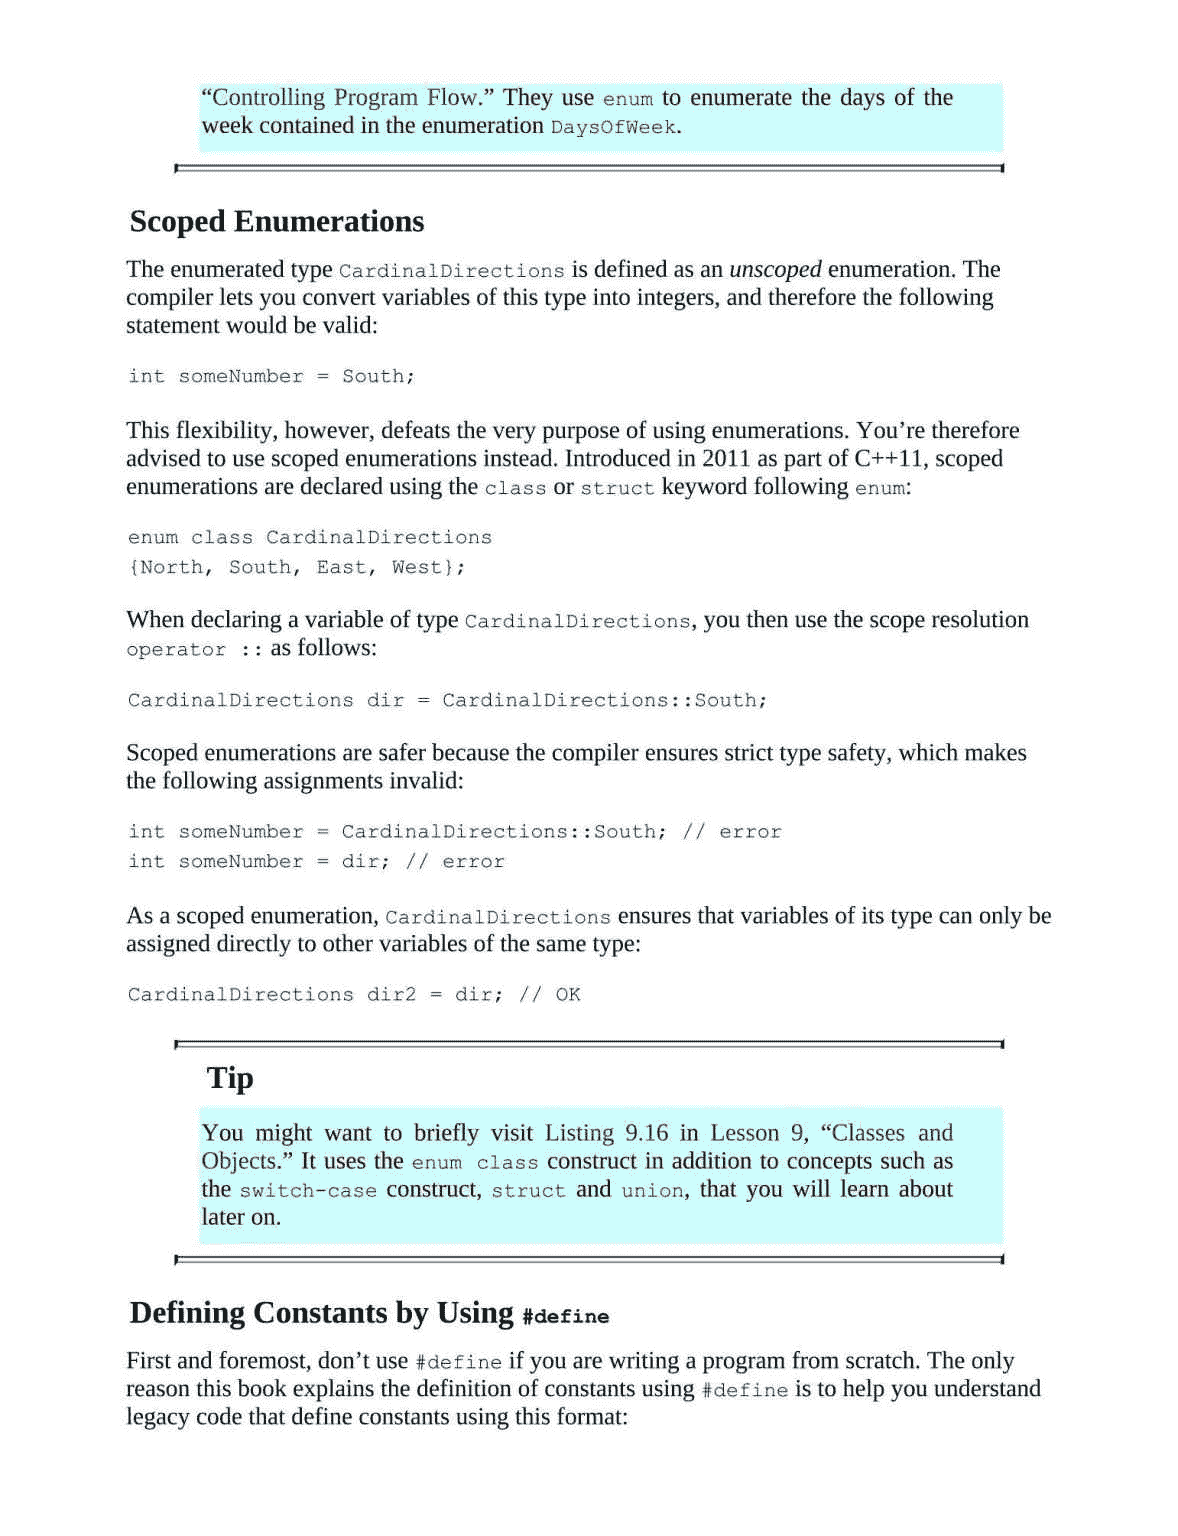 “Controlling Program Flow.” They use enum to enumerate the days of the
week contained in the enumeration DaysOfWeek.
Scoped Enumerations
The enumerated type CardinalDirections is defined as an unscoped enumeration. The
compiler lets you convert variables of this type into integers, and therefore the following
statement would be valid:
int someNumber = South;
This flexibility, however, defeats the very purpose of using enumerations. You’re therefore
advised to use scoped enumerations instead. Introduced in 2011 as part of C++11, scoped
enumerations are declared using the class or struct keyword following enum:
enum class CardinalDirections
{North, South, East, West};
When declaring a variable of type CardinalDirections, you then use the scope resolution
operator :: as follows:
CardinalDirections dir = CardinalDirections::South;
Scoped enumerations are safer because the compiler ensures strict type safety, which makes
the following assignments invalid:
int someNumber = CardinalDirections::South; // error
int someNumber = dir; // error
As a scoped enumeration, CardinalDirections ensures that variables of its type can only be
assigned directly to other variables of the same type:
CardinalDirections dir2 = dir; // OK
Tip
You might want to briefly visit Listing 9.16 in Lesson 9, “Classes and
Objects.” It uses the enum class construct in addition to concepts such as
the switch-case construct, struct and union, that you will learn about
later on.
Defining Constants by Using #define
First and foremost, don’t use #define if you are writing a program from scratch. The only
reason this book explains the definition of constants using #define is to help you understand
legacy code that define constants using this format: